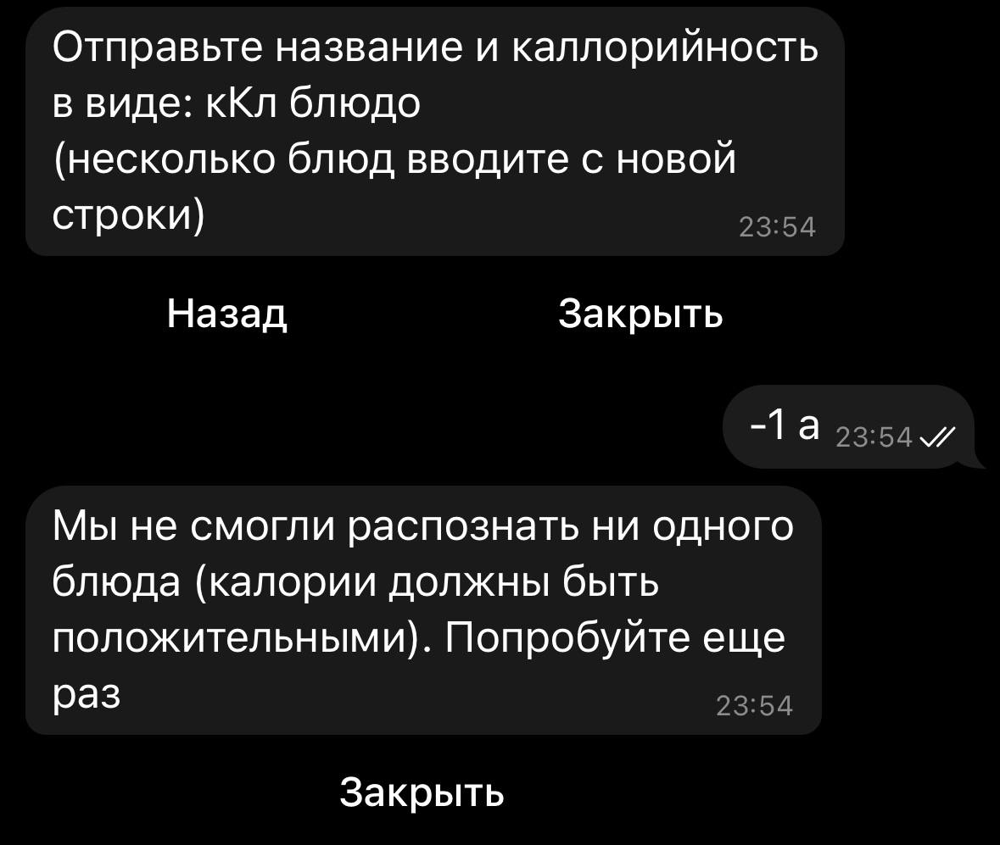 Отправьте название и каллорийность
в виде: кКл блюдо
(несколько блюд вводите с новой
строки)
23:54
Назад
Закрыть
-1 а 23:54
Мы не смогли распознать ни одного
блюда (калории должны быть
положительными). Попробуйте еще
раз
23:54
Закрыть